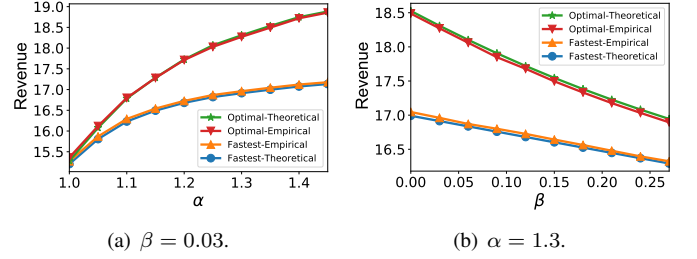 19.0
18.5
18.0
17.5
17.0
16.5
16.0
15.5
Revenue
Optimal-Theoretical
Optimal-Empirical
Fastest-Empirical
Fastest-Theoretical
1.0 1.1 1.2 1.3 1.4
α
(a) β = 0.03.
18.5
18.0
17.5
17.0
16.5
Revenue
Optimal-Theoretical
Optimal-Empirical
Fastest-Empirical
Fastest-Theoretical
0.00 0.05 0.10 0.15 0.20 0.25
β
(b) α = 1.3.